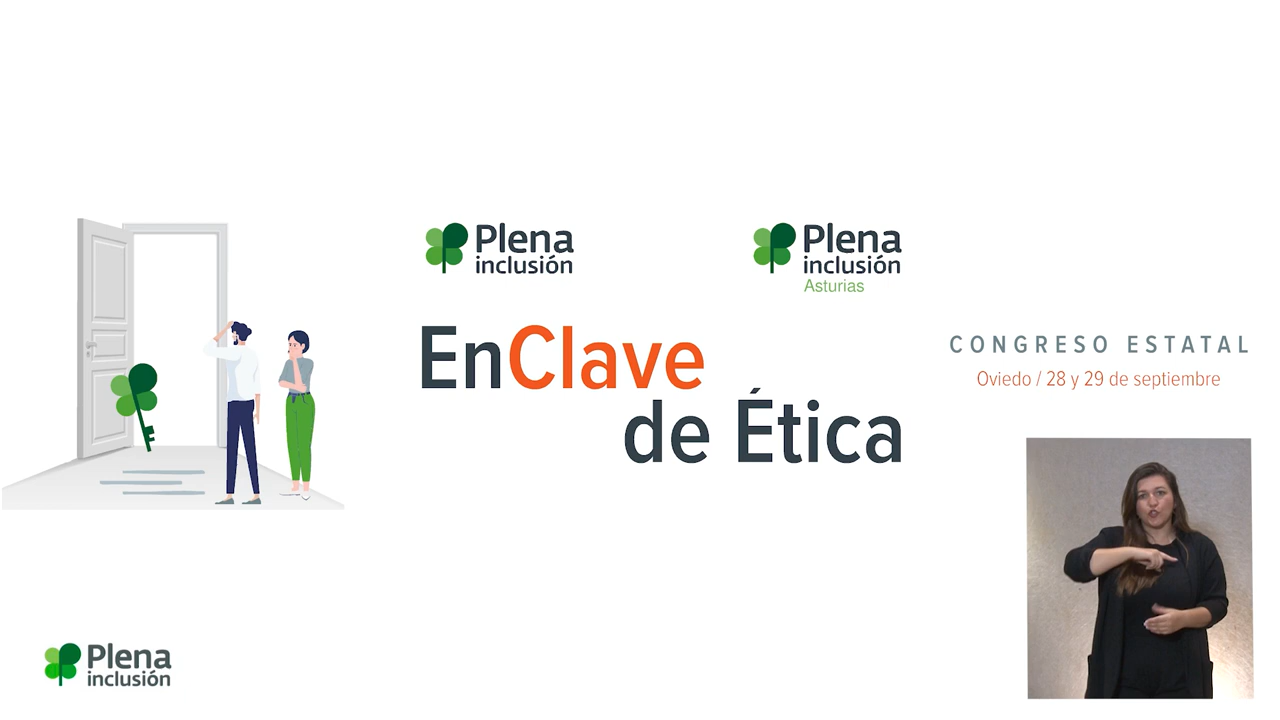 Plena
inclusión
Plena
inclusión
Asturias
EnClave
de Ética
CONGRESO ESTATAL
Oviedo / 28 y 29 de septiembre
Plena
inclusión